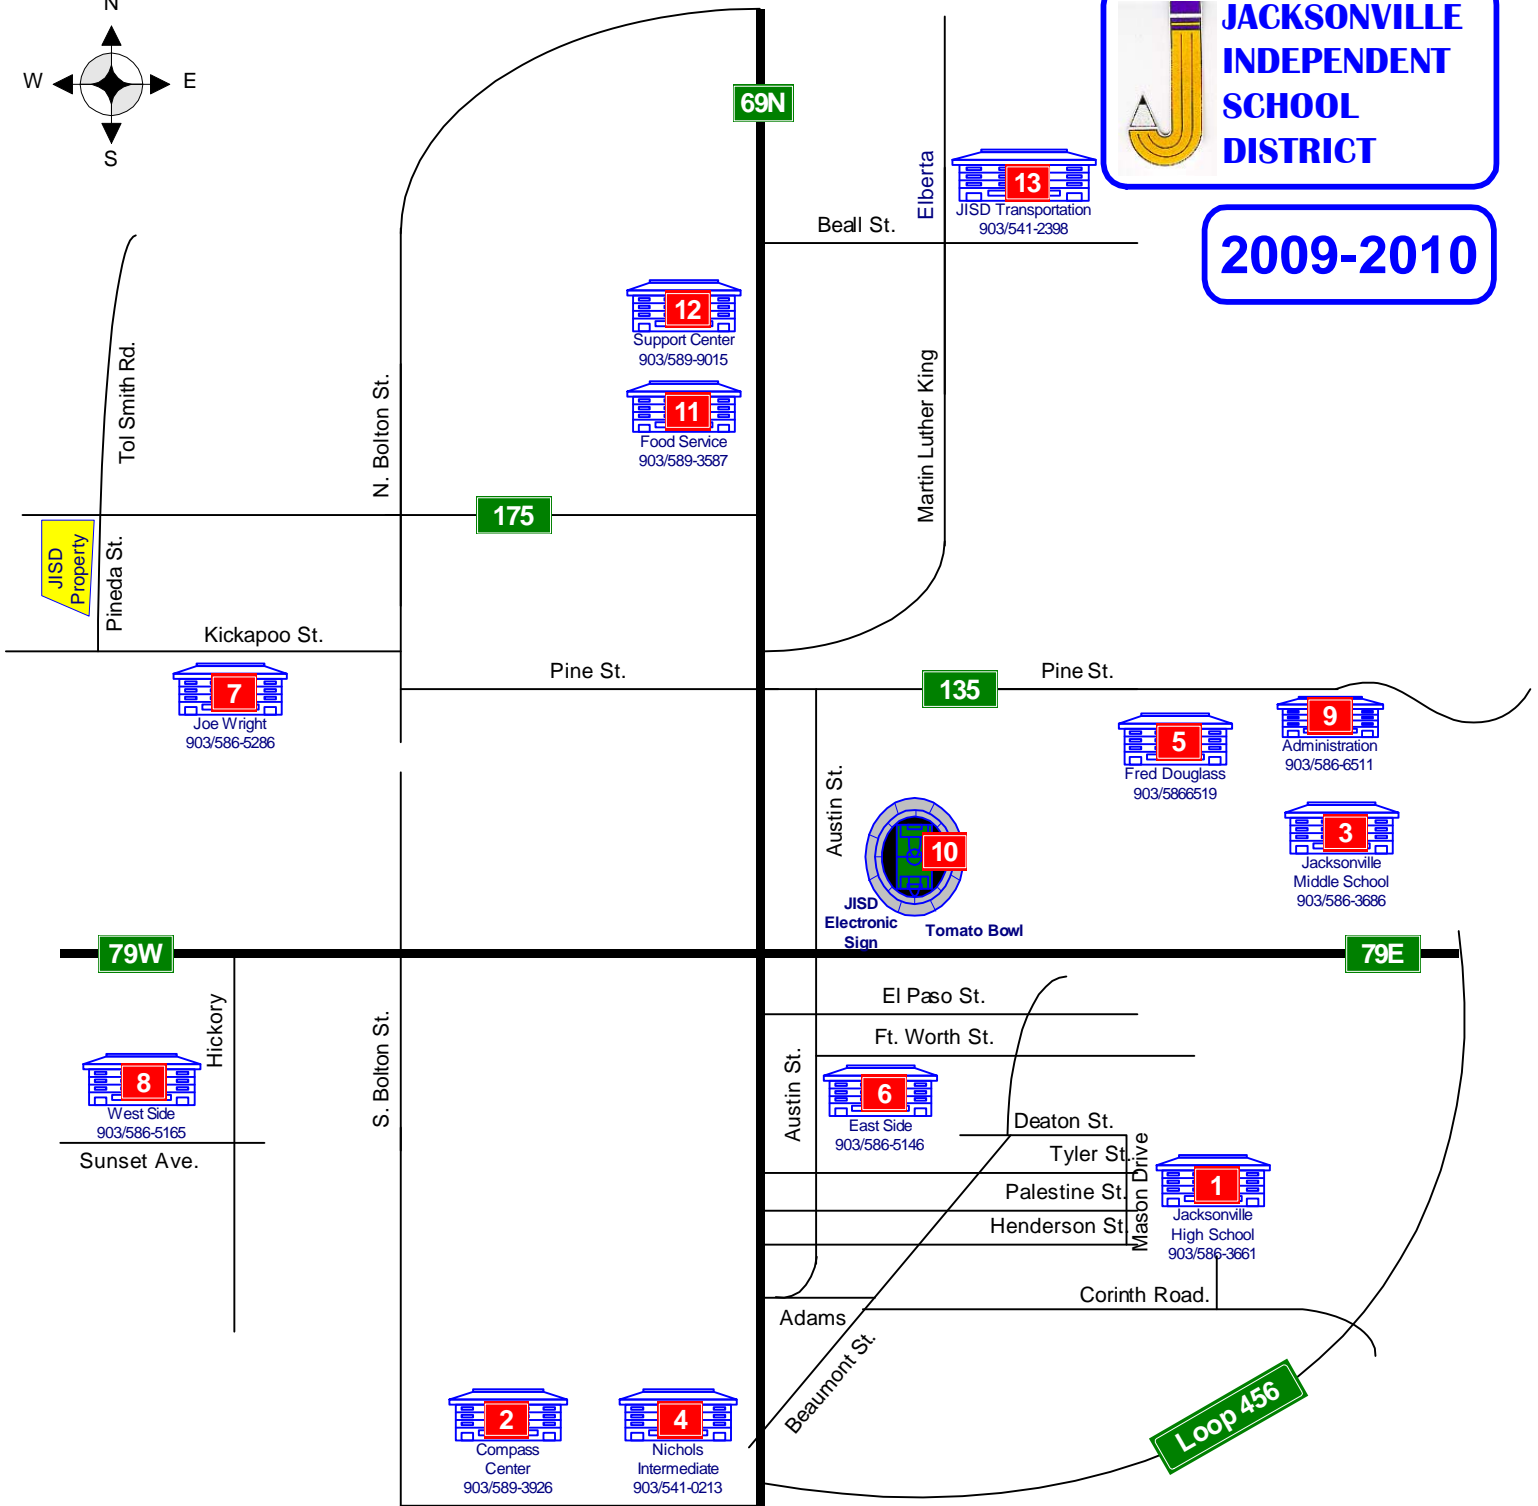 N
W
E
S
JACKSONVILLE
INDEPENDENT
SCHOOL
DISTRICT
2009-2010
69N
Elberta
13
JISD Transportation
903/541-2398
Beall St.
12
Support Center
903/589-9015
11
Food Service
903/589-3587
Tol Smith Rd.
N. Bolton St.
Martin Luther King
175
JISD
Property
Pineda St.
Kickapoo St.
Pine St.
135
Pine St.
7
Joe Wright
903/586-5286
5
Fred Douglass
903/5866519
9
Administration
903/586-6511
Austin St.
10
JISD
Electronic
Sign
Tomato Bowl
3
Jacksonville
Middle School
903/586-3686
79W
79E
Hickory
S. Bolton St.
El Paso St.
Ft. Worth St.
Austin St.
8
West Side
903/586-5165
Sunset Ave.
6
East Side
903/586-5146
Deaton St.
Tyler St.
Palestine St.
Henderson St.
Mason Drive
1
Jacksonville
High School
903/586-3661
Corinth Road.
Adams
Beaumont St.
Loop 456
2
Compass
Center
903/589-3926
4
Nichols
Intermediate
903/541-0213